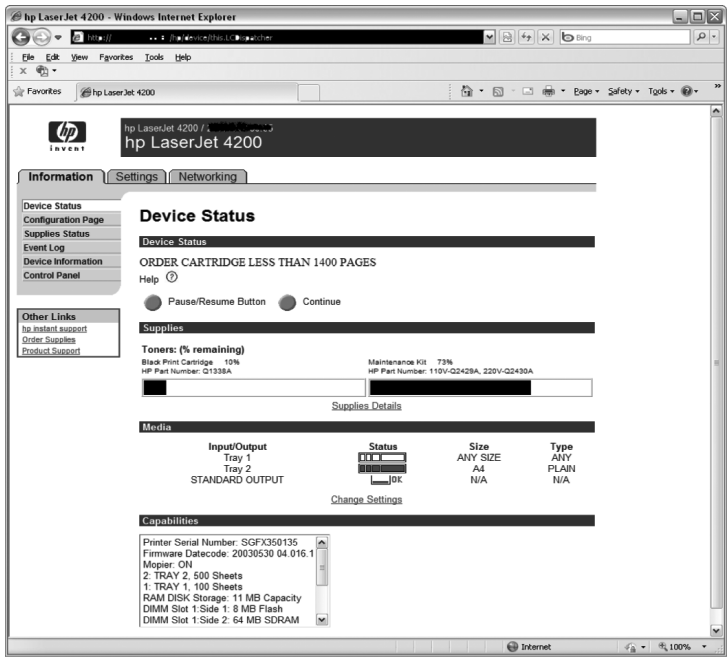 hp LaserJet 4200 - Windows Internet Explorer
http://
/hp/device/this.LCDispatcher
Bing
File Edit View Favorites Tools Help
Favorites hp LaserJet 4200
Page Safety Tools
hp
invent
hp LaserJet 4200 /
hp LaserJet 4200
Information Settings Networking
Device Status
Configuration Page
Supplies Status
Event Log
Device Information
Control Panel
Other Links
hp instant support
Order Supplies
Product Support
Device Status
Device Status
ORDER CARTRIDGE LESS THAN 1400 PAGES
Help ?
Pause/Resume Button Continue
Supplies
Toners: (% remaining)
Black Print Cartridge 10% Maintenance Kit 73%
HP Part Number: Q1338A HP Part Number: 110V-Q2429A, 220V-Q2430A
Supplies Details
Media
Input/Output Status Size Type
Tray 1 ANY SIZE ANY
Tray 2 A4 PLAIN
STANDARD OUTPUT OK N/A N/A
Change Settings
Capabilities
Printer Serial Number: SGFX350135
Firmware Datecode: 20030530 04.016.1
Mopier: ON
2: TRAY 2, 500 Sheets
1: TRAY 1, 100 Sheets
RAM DISK Storage: 11 MB Capacity
DIMM Slot 1:Side 1: 8 MB Flash
DIMM Slot 1:Side 2: 64 MB SDRAM
Internet 100%